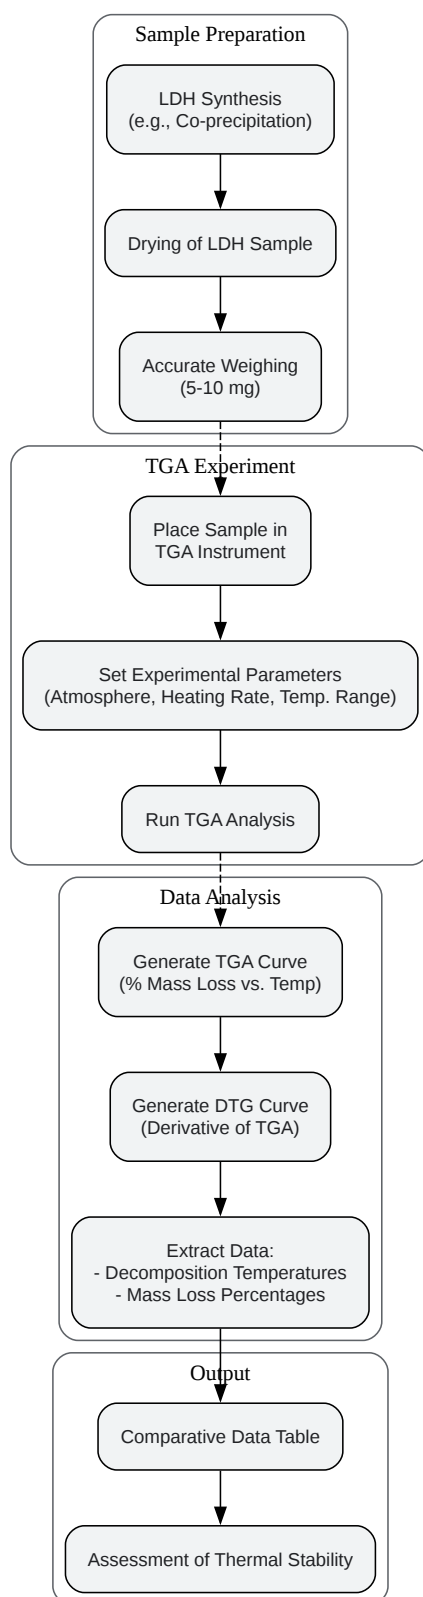 Sample Preparation
LDH Synthesis
(e.g., Co-precipitation)
Drying of LDH Sample
Accurate Weighing
(5-10 mg)
TGA Experiment
Place Sample in
TGA Instrument
Set Experimental Parameters
(Atmosphere, Heating Rate, Temp. Range)
Run TGA Analysis
Data Analysis
Generate TGA Curve
(% Mass Loss vs. Temp)
Generate DTG Curve
(Derivative of TGA)
Extract Data:
- Decomposition Temperatures
- Mass Loss Percentages
Output
Comparative Data Table
Assessment of Thermal Stability